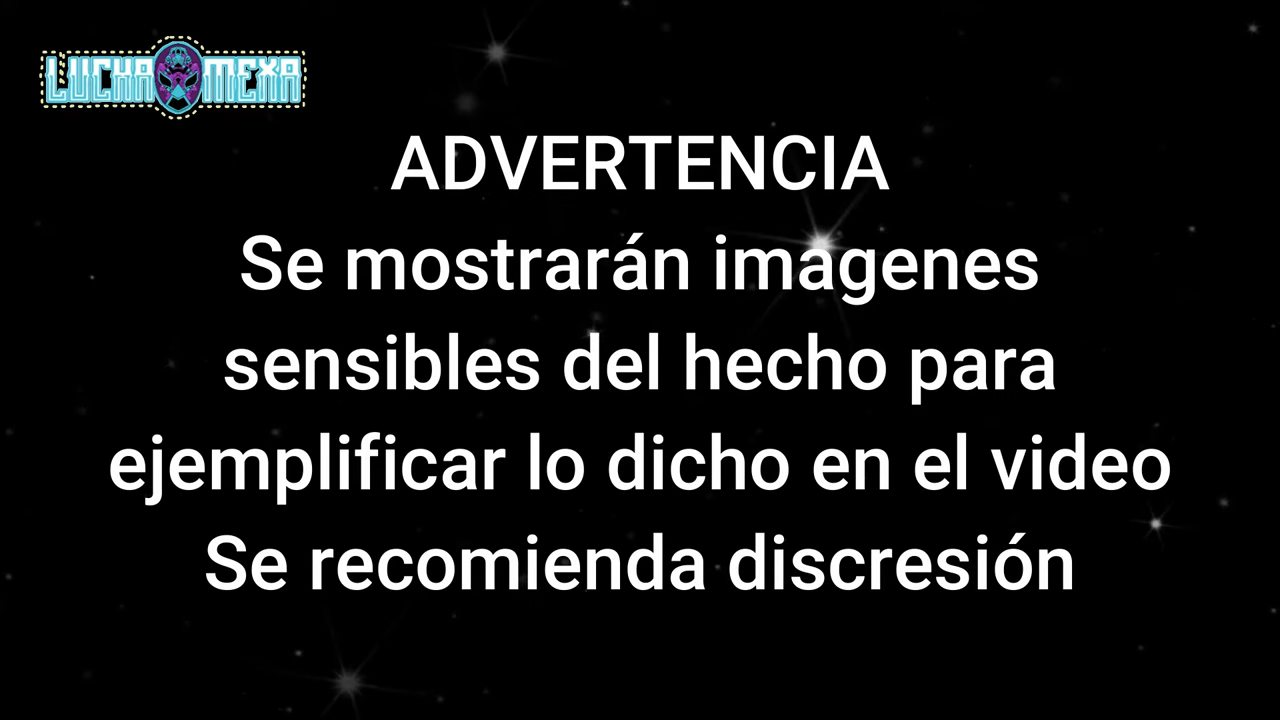 LUCHA MEXA
ADVERTENCIA
Se mostrarán imagenes
sensibles del hecho para
ejemplificar lo dicho en el video
Se recomienda discresión